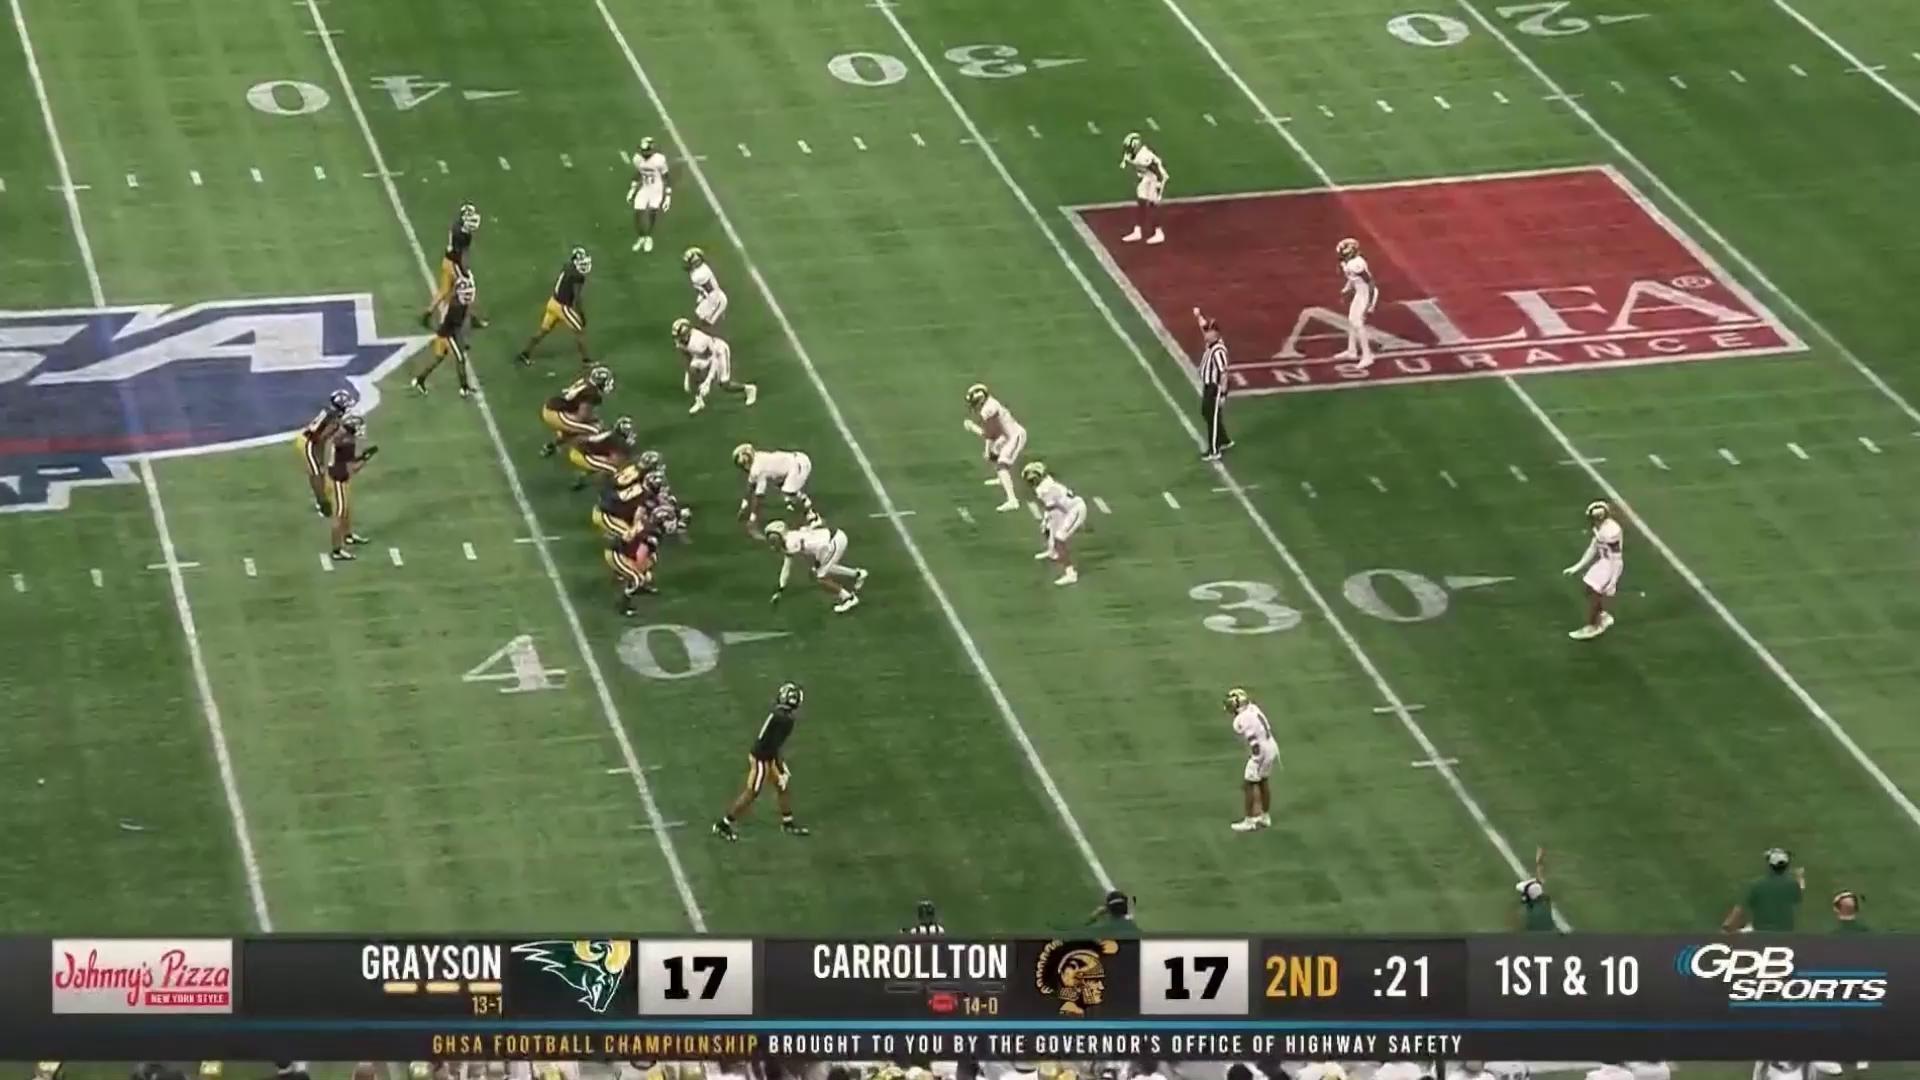 40
30
20
ALFA®
INSURANCE
40
30
Johnny's Pizza
NEW YORK STYLE
GRAYSON
13-1
17
CARROLLTON
14-0
17
2ND :21
1ST & 10
GPB
SPORTS
GHSA FOOTBALL CHAMPIONSHIP BROUGHT TO YOU BY THE GOVERNOR'S OFFICE OF HIGHWAY SAFETY